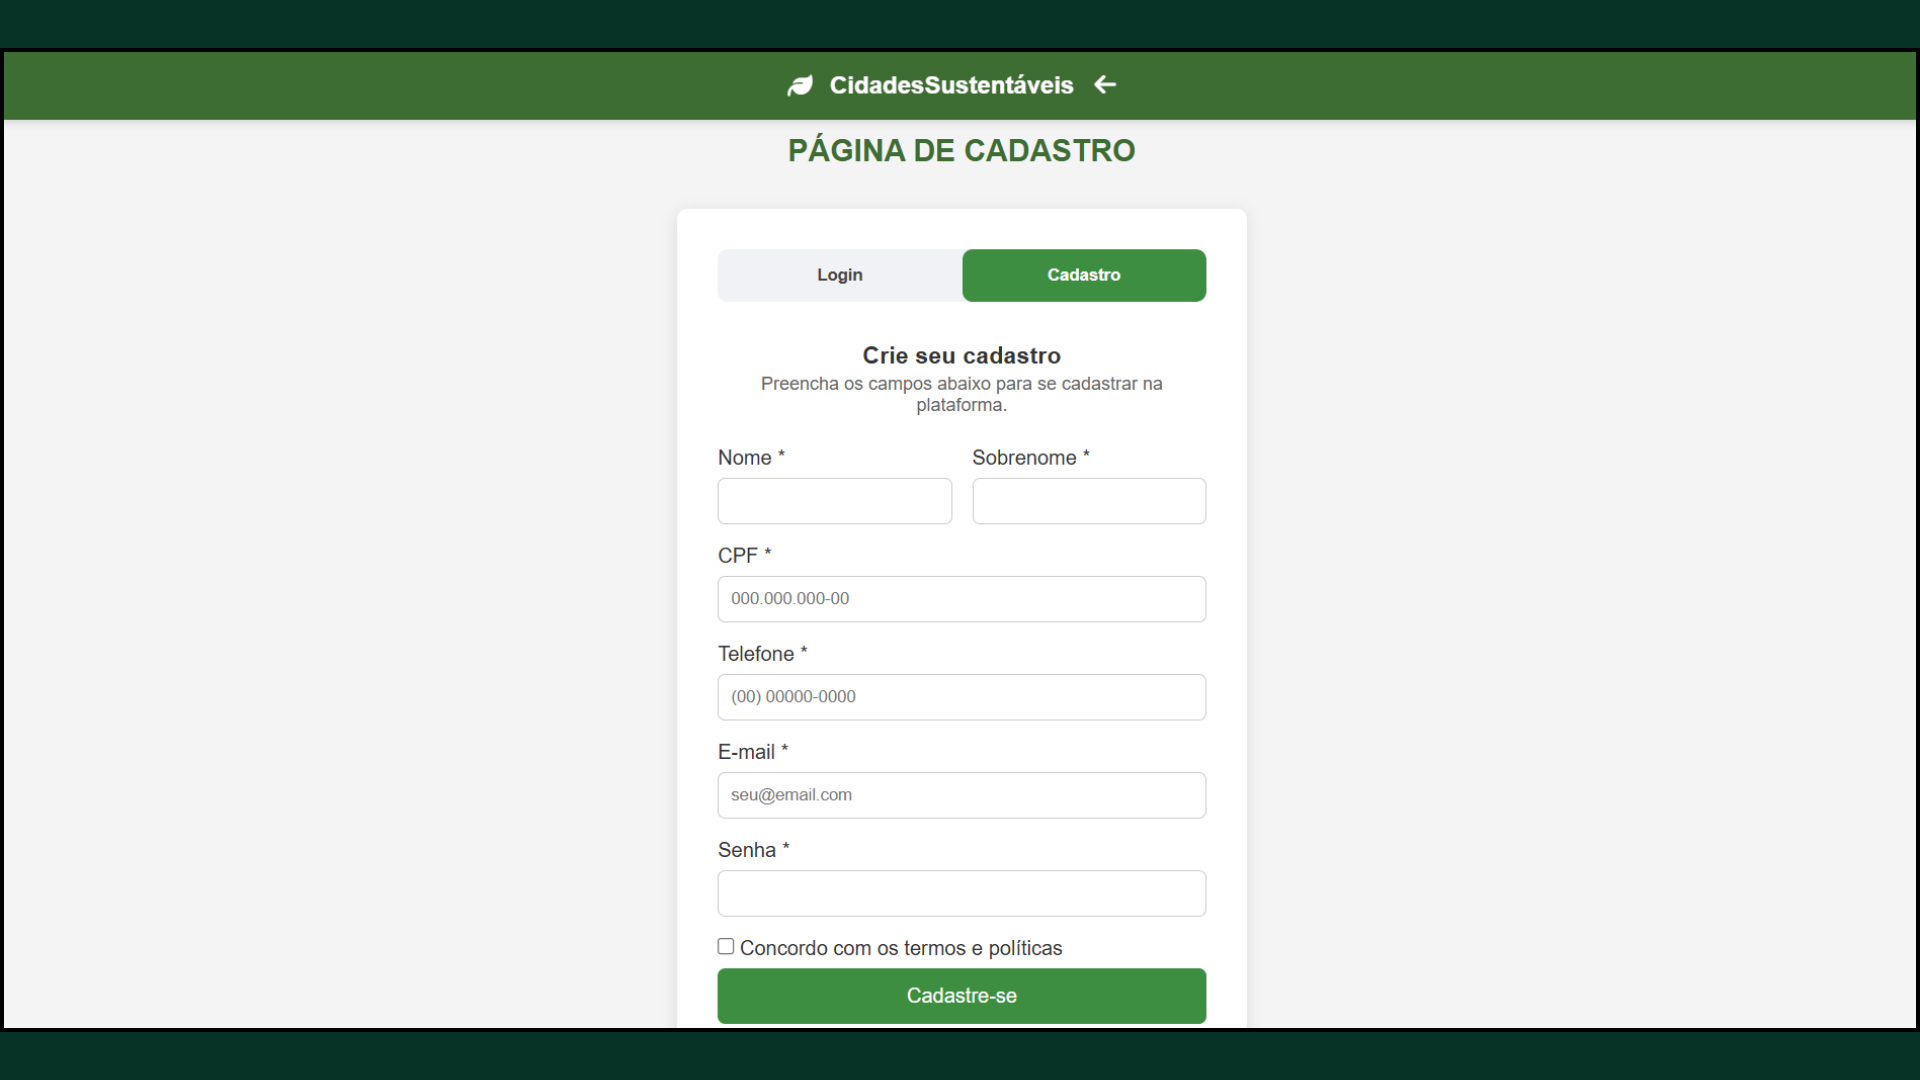 CidadesSustentáveis
PÁGINA DE CADASTRO
Login
Cadastro
Crie seu cadastro
Preencha os campos abaixo para se cadastrar na
plataforma.
Nome *
Sobrenome *
CPF *
000.000.000-00
Telefone *
(00) 00000-0000
E-mail *
seu@email.com
Senha *
Concordo com os termos e políticas
Cadastre-se